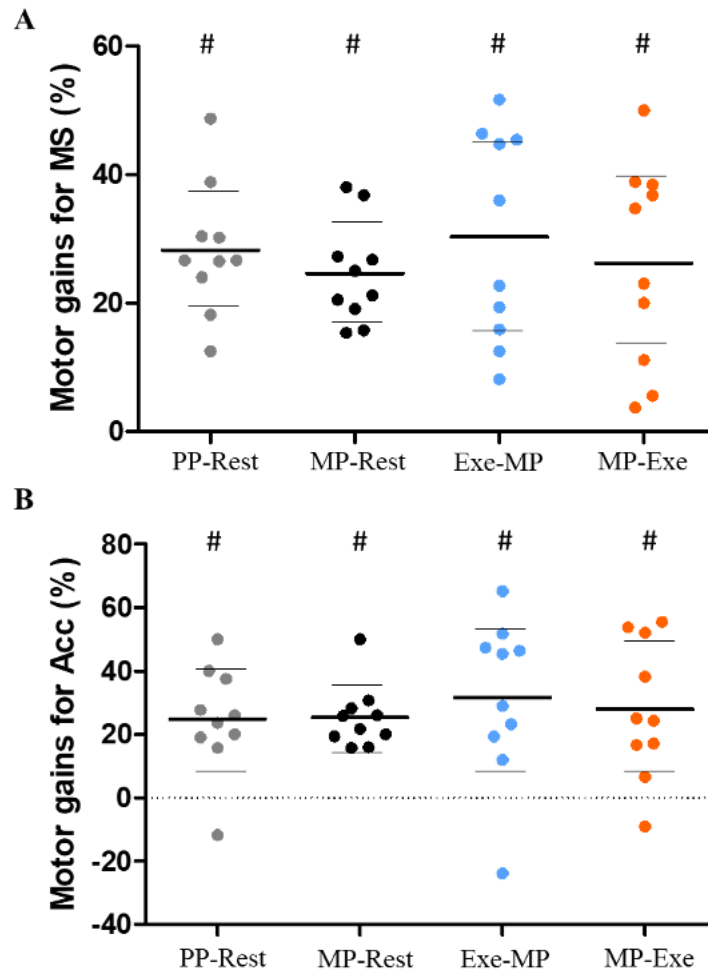 A
Motor gains for MS (%)
60
40
20
0
# # # #
PP-Rest MP-Rest Exe-MP MP-Exe
B
Motor gains for Acc (%)
80
60
40
20
0
-20
-40
# # # #
PP-Rest MP-Rest Exe-MP MP-Exe